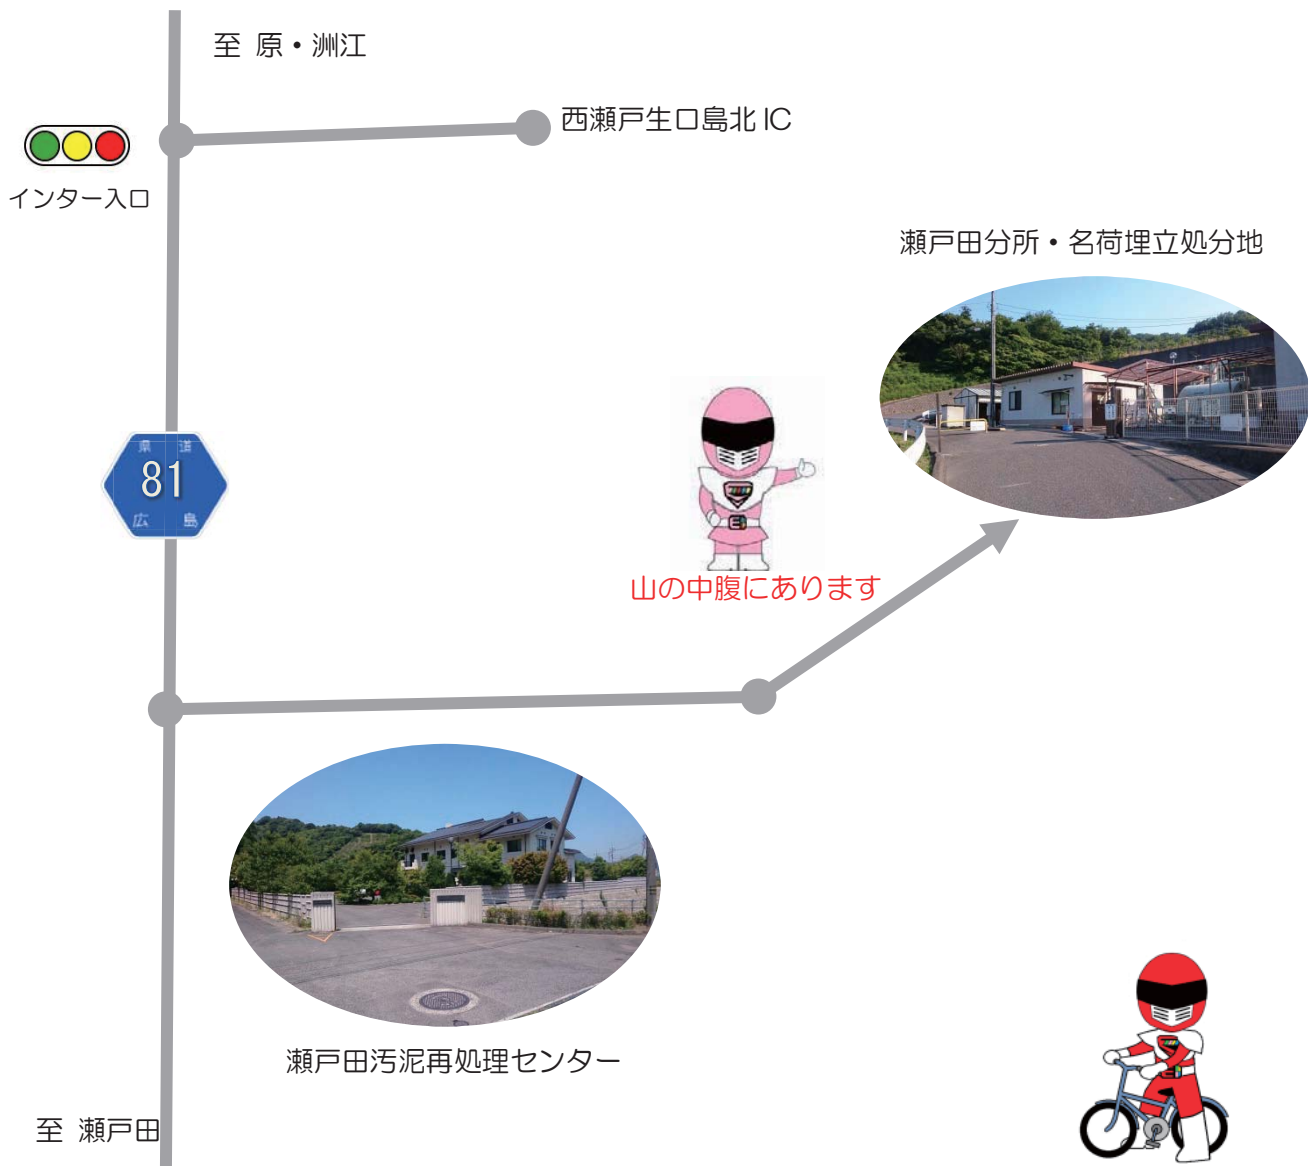 至 原・洲江
西瀬戸生口島北 IC
インター入口
瀬戸田分所・名荷埋立処分地
県道
81
広島
山の中腹にあります
瀬戸田汚泥再処理センター
至 瀬戸田